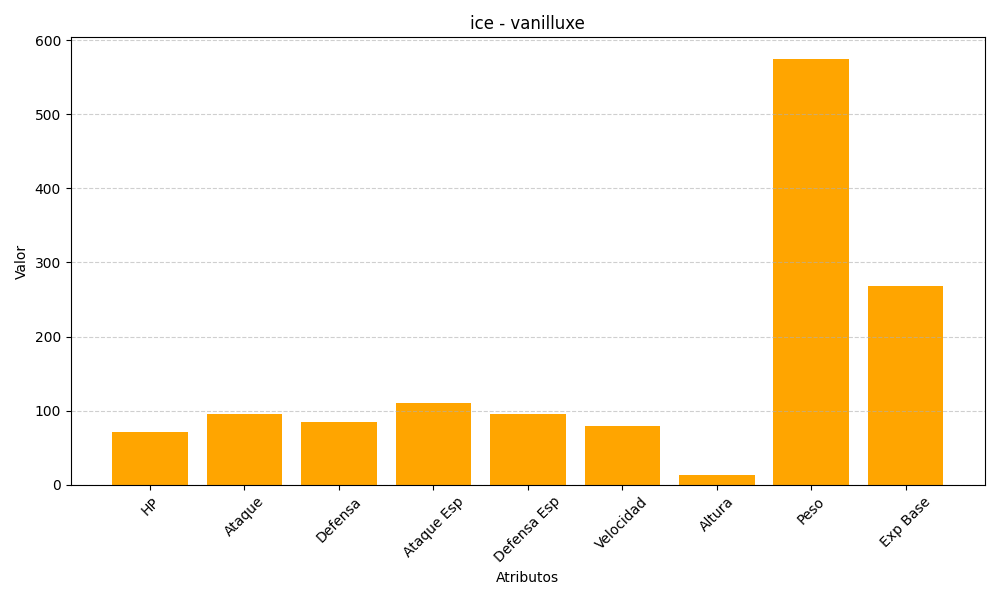 ice - vanilluxe
600
500
400
300
200
100
0
Valor
HP
Ataque
Defensa
Ataque Esp
Defensa Esp
Velocidad
Altura
Peso
Exp Base
Atributos